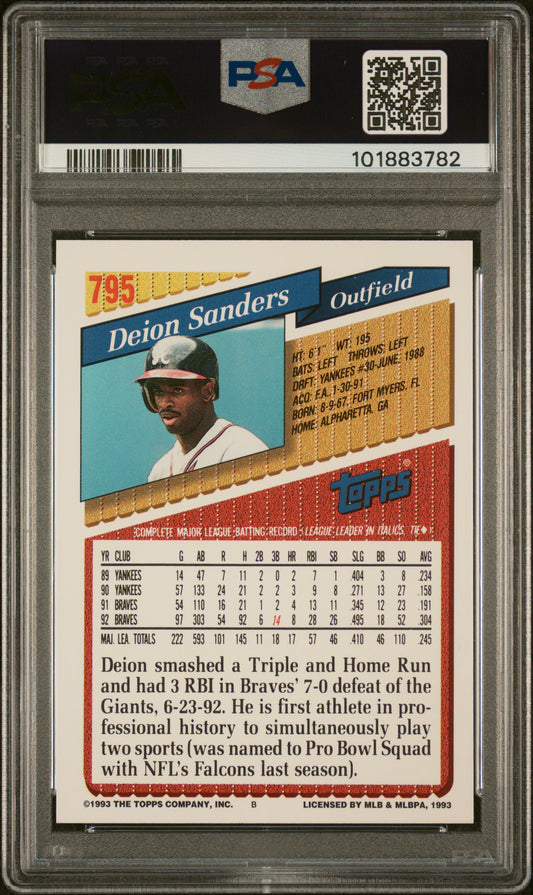 PSA
PSA
101883782
795
Deion Sanders
Outfield
HT: 6'1" WT: 195
BATS: LEFT THROWS: LEFT
DRFT: YANKEES #30-JUNE, 1988
ACQ: F.A. 1-30-91
BORN: 8-9-67, FORT MYERS, FL
HOME: ALPHARETTA, GA
TOPPS®
COMPLETE MAJOR LEAGUE BATTING RECORD (LEAGUE LEADER IN ITALICS, TIE◆)
YR CLUB G AB R H 2B 3B HR RBI SB SLG BB SO AVG
89 YANKEES 14 47 7 11 2 0 2 7 1 .404 3 8 .234
90 YANKEES 57 133 24 21 2 2 3 9 8 .271 13 27 .158
91 BRAVES 54 110 16 21 1 2 4 13 11 .345 12 23 .191
92 BRAVES 97 303 54 92 6 14 8 28 26 .495 18 52 .304
MAJ. LEA. TOTALS 222 593 101 145 11 18 17 57 46 .410 46 110 .245
Deion smashed a Triple and Home Run
and had 3 RBI in Braves' 7-0 defeat of the
Giants, 6-23-92. He is first athlete in pro-
fessional history to simultaneously play
two sports (was named to Pro Bowl Squad
with NFL's Falcons last season).
©1993 THE TOPPS COMPANY, INC. B LICENSED BY MLB & MLBPA, 1993
PSA